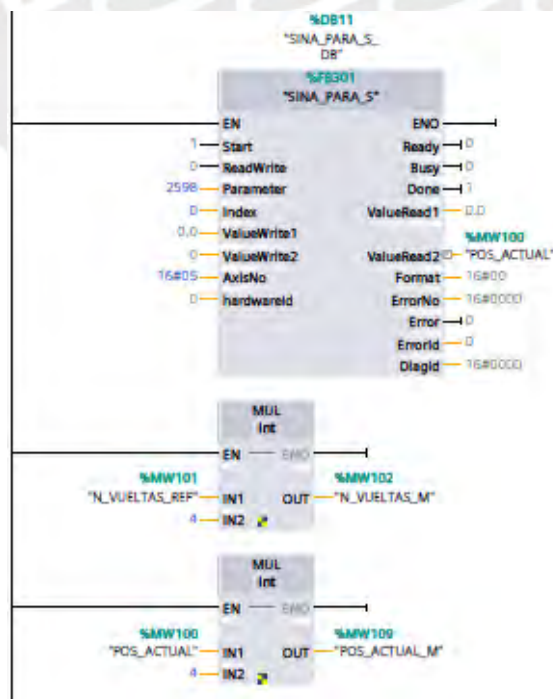 %DB11
"SINA_PARA_S_
DB"
%FB301
"SINA_PARA_S"
EN ENO
1 Start Ready 0
0 ReadWrite Busy 0
2598 Parameter Done 1
0 Index ValueRead1 0.0
0.0 ValueWrite1
%MW100
0 ValueWrite2 ValueRead2 "POS_ACTUAL"
16#05 AxisNo Format 16#00
0 hardwareId ErrorNo 16#0000
Error 0
ErrorId 0
DiagId 16#0000
MUL
Int
EN ENO
%MW101 %MW102
"N_VUELTAS_REF" IN1 OUT "N_VUELTAS_M"
4 IN2
MUL
Int
EN ENO
%MW100 %MW109
"POS_ACTUAL" IN1 OUT "POS_ACTUAL_M"
4 IN2